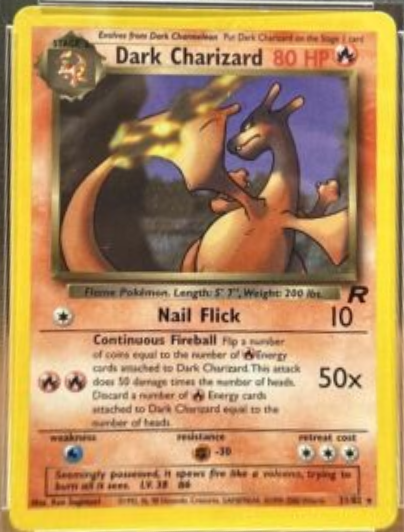 Evolves from Dark Charmeleon Put Dark Charizard on the Stage 1 card
STAGE
Dark Charizard 80 HP
Flame Pokémon. Length: 5' 7", Weight: 200 lbs.
R
Nail Flick 10
Continuous Fireball Flip a number
of coins equal to the number of Energy
cards attached to Dark Charizard. This attack
does 50 damage times the number of heads.
50x
Discard a number of Energy cards
attached to Dark Charizard equal to the
number of heads.
weakness resistance retreat cost
-30
Seemingly possessed, it spews fire like a volcano, trying to
burn all it sees. LV. 38 #6
Illus. Ken Sugimori